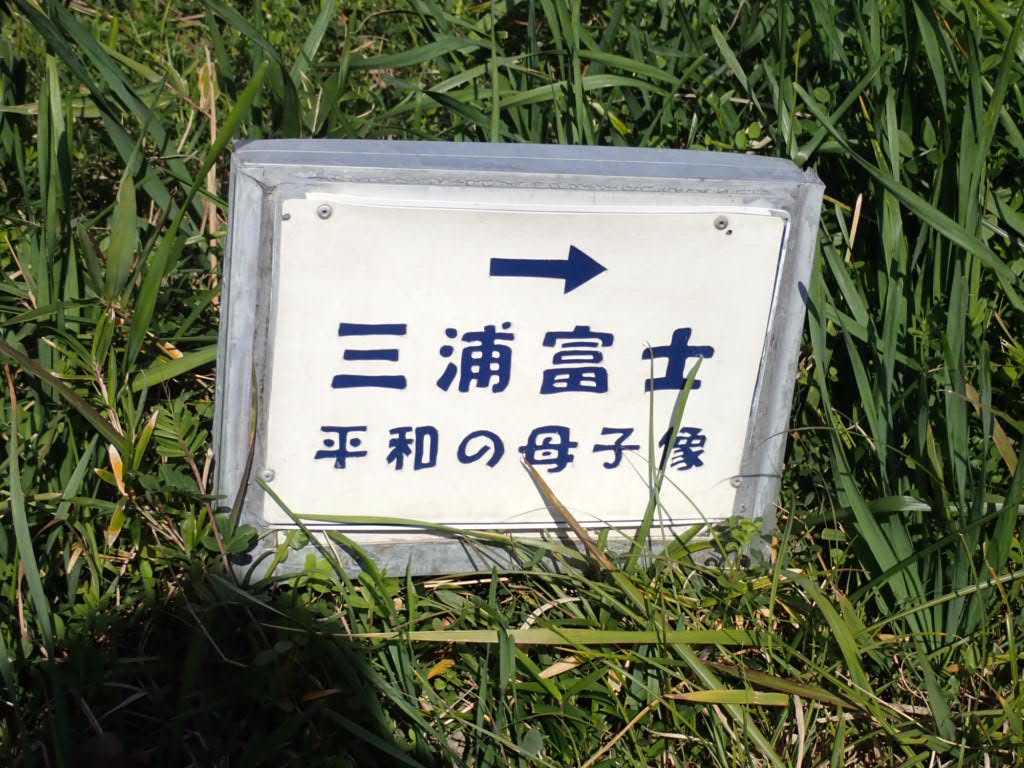 →
三浦富士
平和の母子像